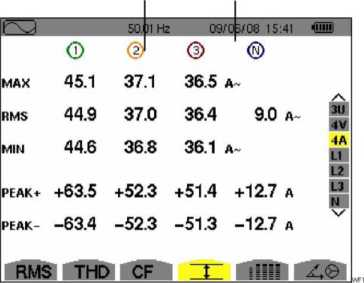 50.01 Hz 09/06/08 15:41
1 2 3 N
MAX 45.1 37.1 36.5 A~
RMS 44.9 37.0 36.4 9.0 A~
MIN 44.6 36.8 36.1 A~
PEAK+ +63.5 +52.3 +51.4 +12.7 A
PEAK- -63.4 -52.3 -51.3 -12.7 A
3U
4V
4A
L1
L2
L3
N
RMS THD CF